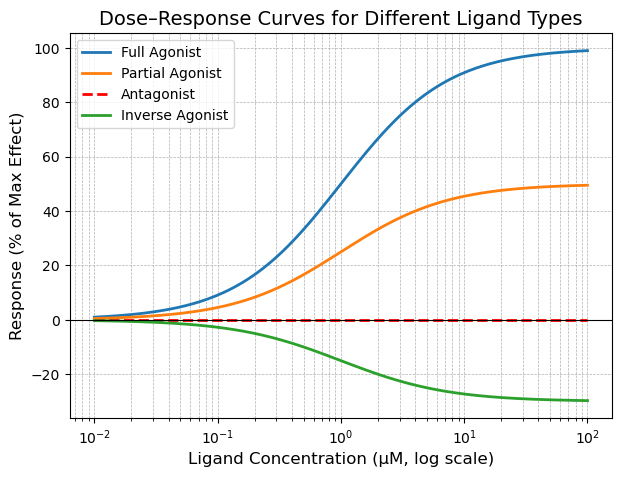 Dose–Response Curves for Different Ligand Types
Response (% of Max Effect)
100
80
60
40
20
0
−20
Full Agonist
Partial Agonist
Antagonist
Inverse Agonist
10⁻² 10⁻¹ 10⁰ 10¹ 10²
Ligand Concentration (μM, log scale)